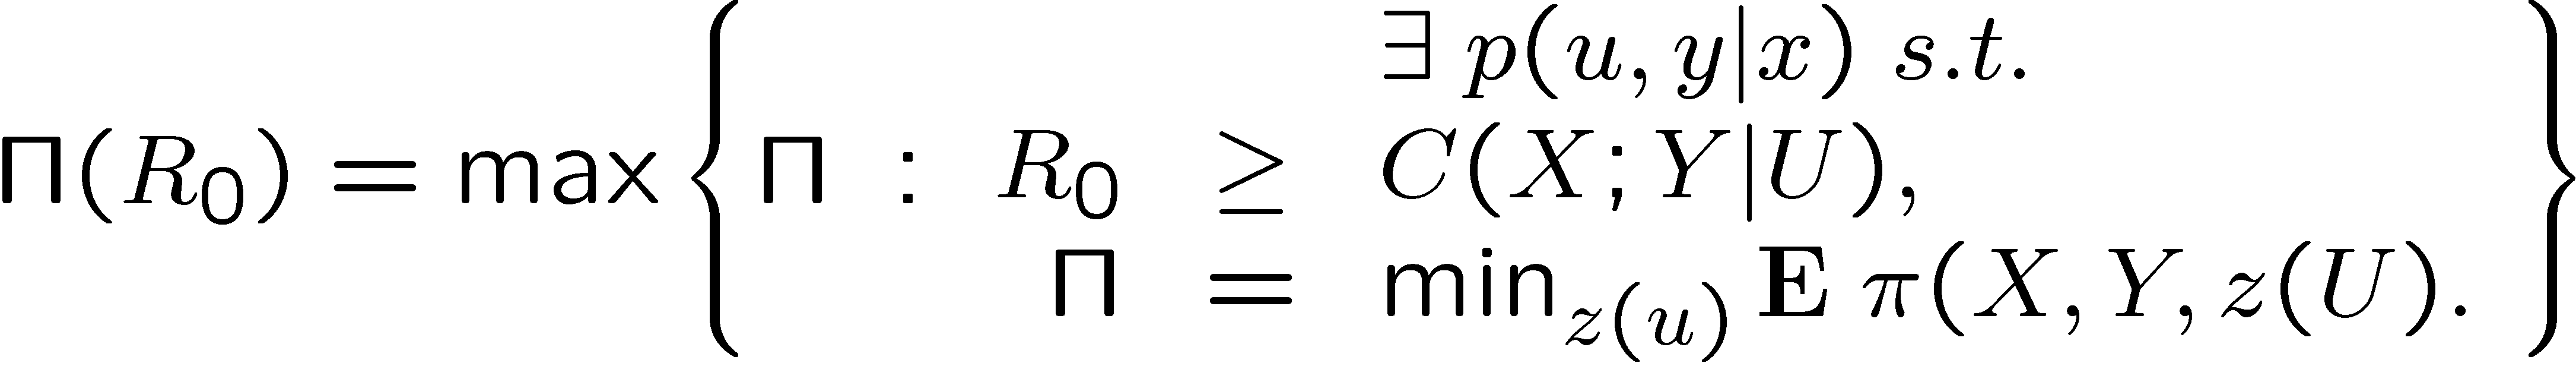 ∃ p(u, y|x) s.t.
Π(R₀) = max { Π : R₀ ≥ C(X; Y|U), }
Π = min_{z(u)} E π(X, Y, z(U).